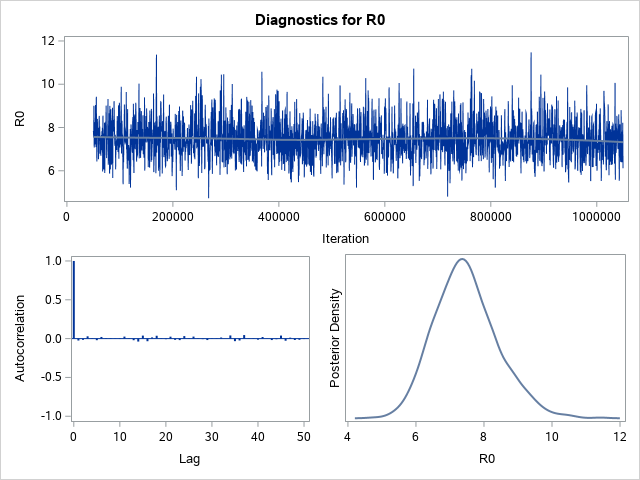 Diagnostics for R0
12
10
8
6
R0
0 200000 400000 600000 800000 1000000
Iteration
1.0
0.5
0.0
-0.5
-1.0
Autocorrelation
0 10 20 30 40 50
Lag
Posterior Density
4 6 8 10 12
R0